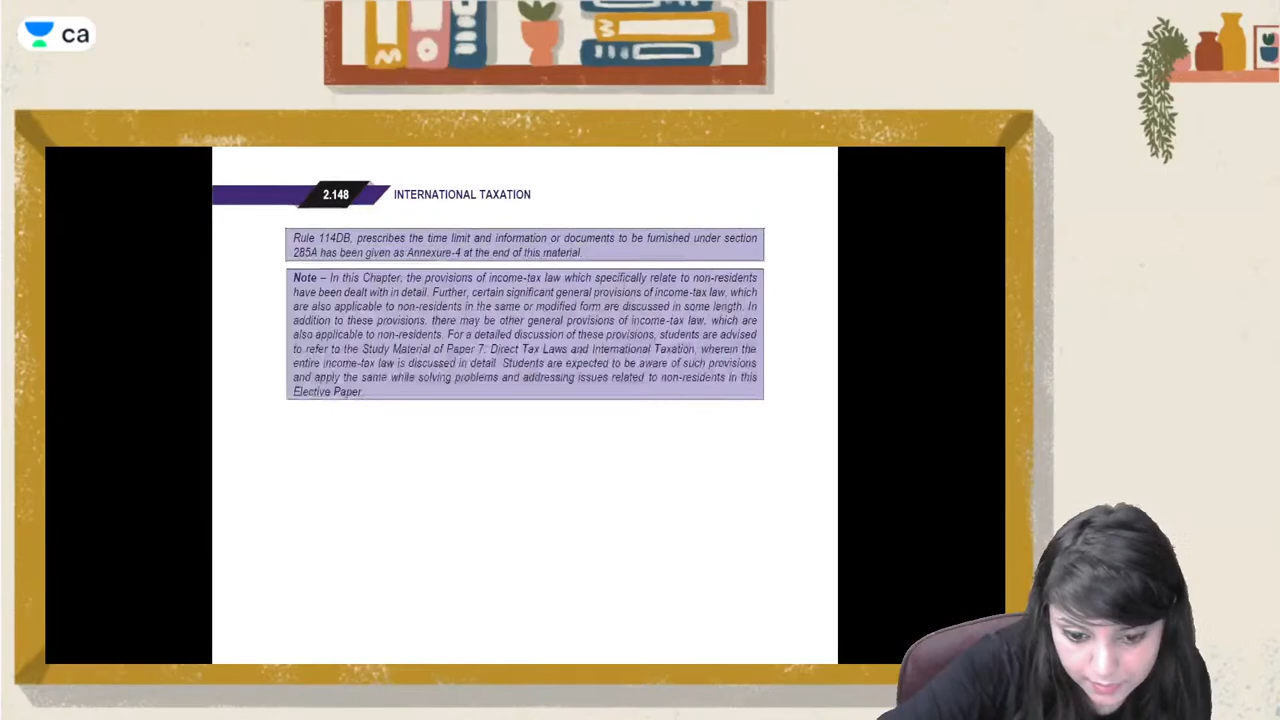 ca
2.148 INTERNATIONAL TAXATION
Rule 114DB, prescribes the time limit and information or documents to be furnished under section
285A has been given as Annexure-4 at the end of this material.
Note – In this Chapter, the provisions of income-tax law which specifically relate to non-residents
have been dealt with in detail. Further, certain significant general provisions of income-tax law, which
are also applicable to non-residents in the same or modified form are discussed in some length. In
addition to these provisions, there may be other general provisions of income-tax law, which are
also applicable to non-residents. For a detailed discussion of these provisions, students are advised
to refer to the Study Material of Paper 7: Direct Tax Laws and International Taxation, wherein the
entire income-tax law is discussed in detail. Students are expected to be aware of such provisions
and apply the same while solving problems and addressing issues related to non-residents in this
Elective Paper.